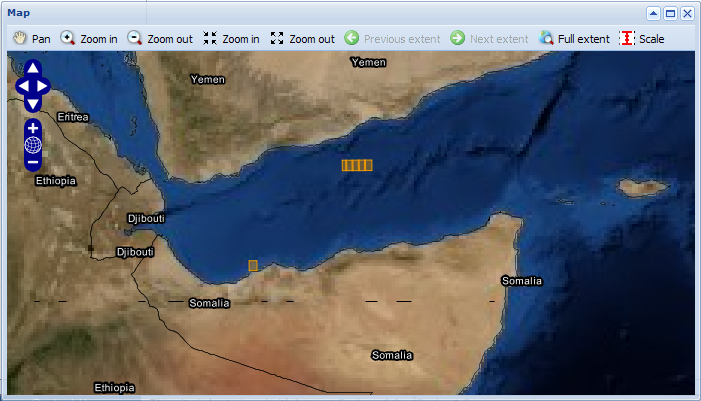 Map
Pan Zoom in Zoom out Zoom in Zoom out Previous extent Next extent Full extent Scale
Yemen
Yemen
Eritrea
Ethiopia
Djibouti
Djibouti
Somalia
Somalia
Somalia
Ethiopia